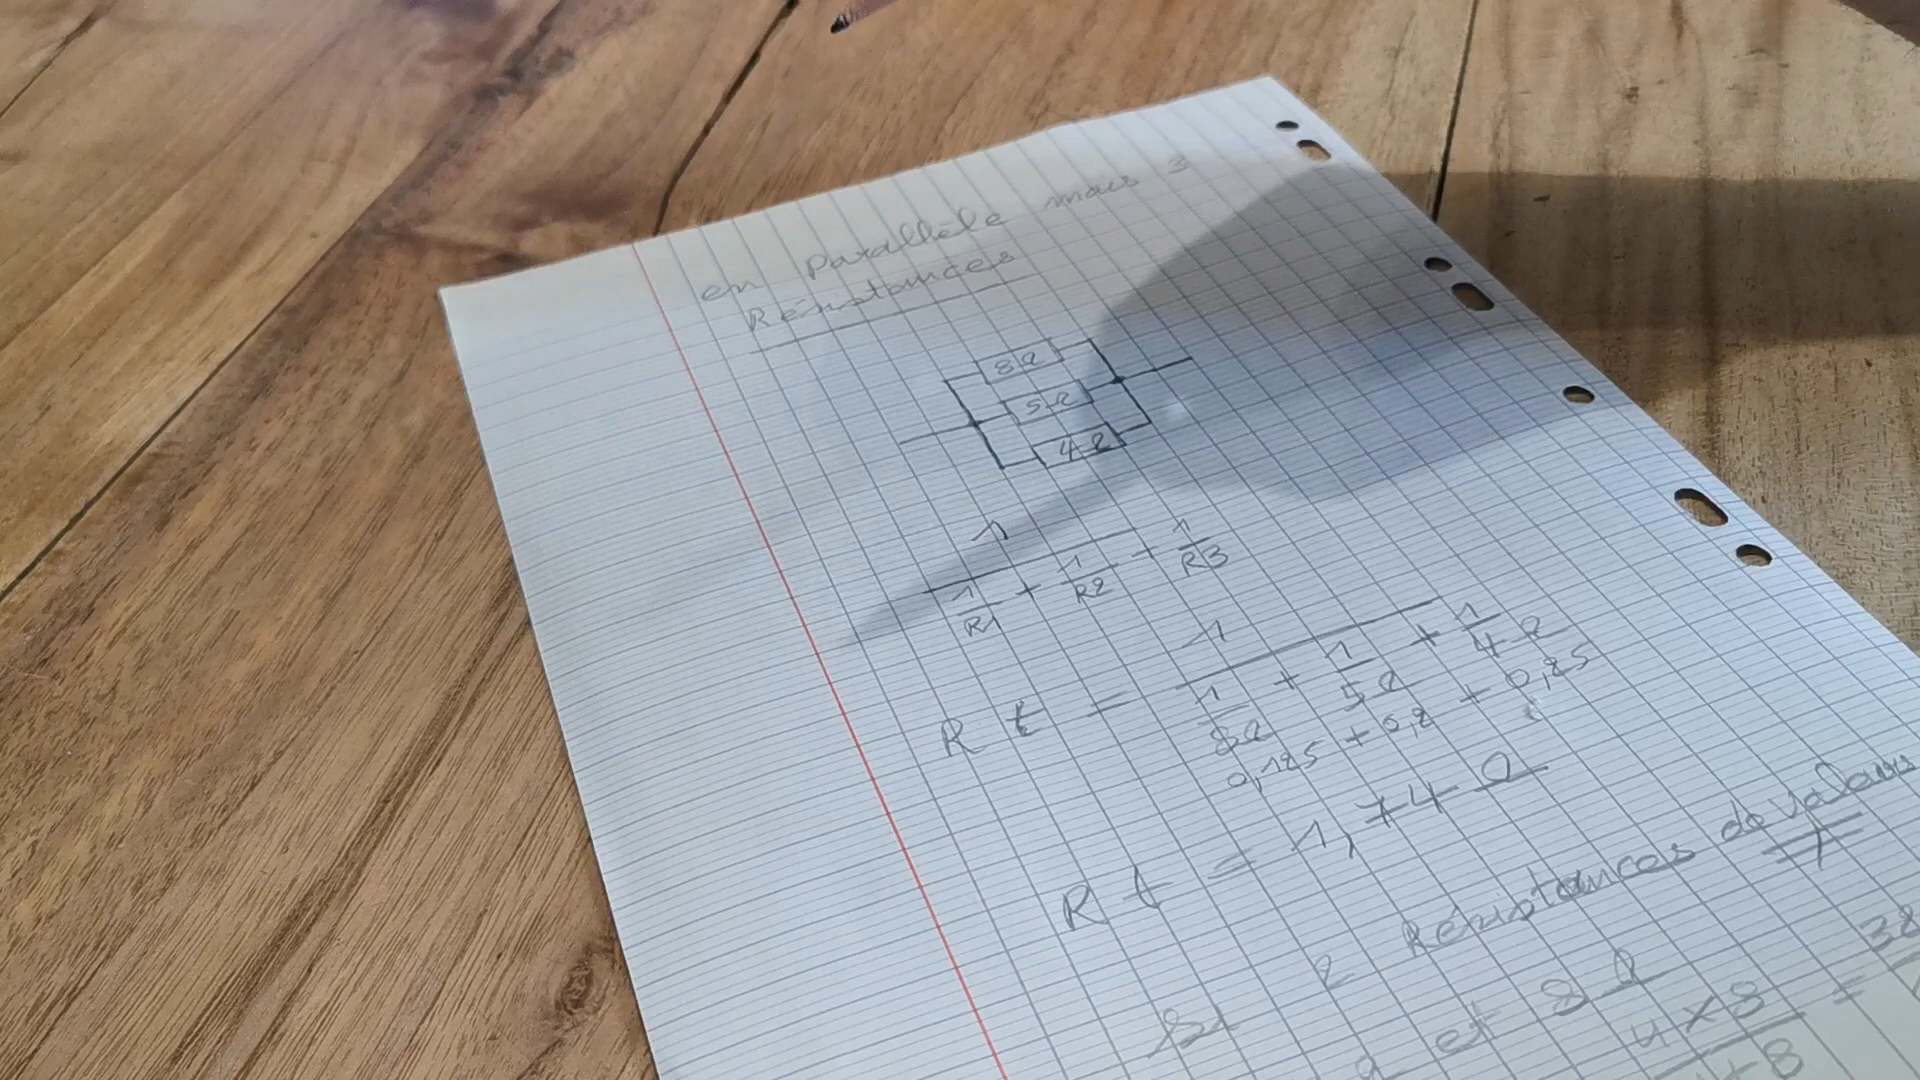 en Parallèle mais 3
Résistances
8Ω
5Ω
4Ω
1
1/R1 + 1/R2 + 1/R3
1
R t = 1/8Ω + 1/5Ω + 1/4Ω
0,125 + 0,2 + 0,25
R t = 1,74 Ω
Si 2 Résistances de valeurs
et 8 Ω
4 x 8 =
+ 8